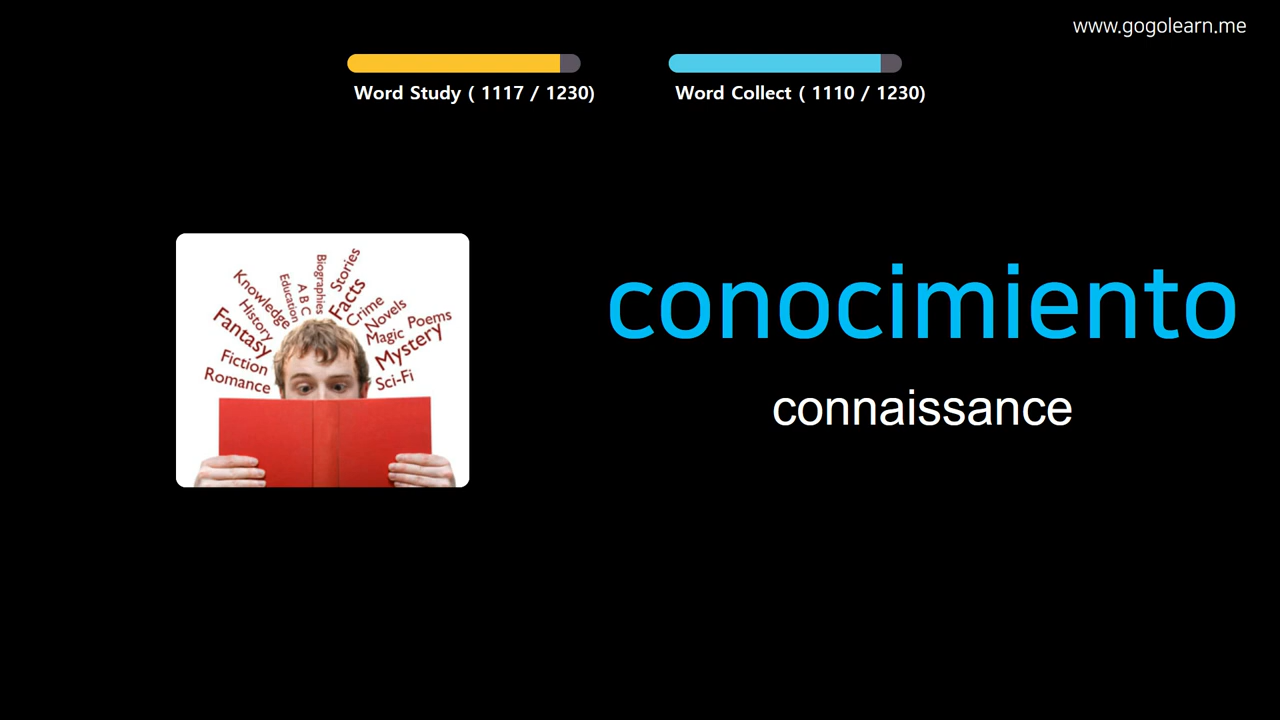 www.gogolearn.me
Word Study ( 1117 / 1230)
Word Collect ( 1110 / 1230)
conocimiento
connaissance
Stories
Biographies
Facts
A B C
Education
Knowledge
Crime
History
Novels
Fantasy
Magic
Poems
Mystery
Fiction
Sci-Fi
Romance